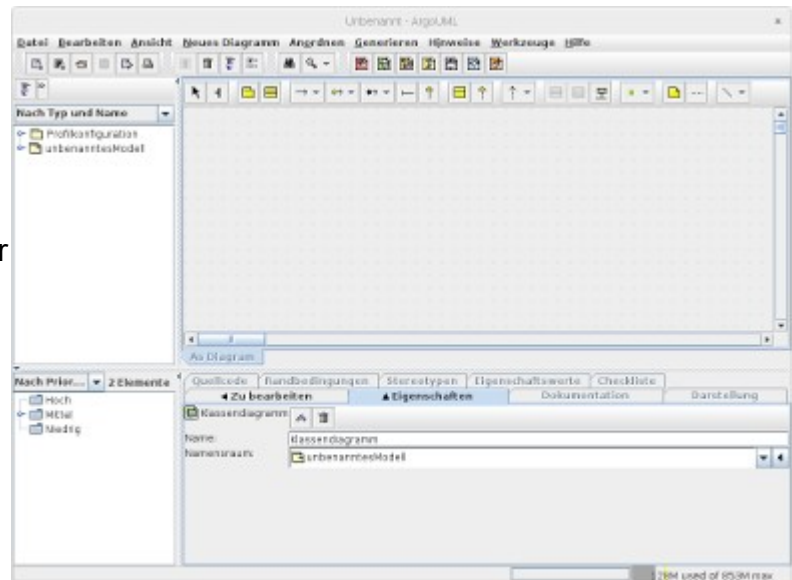 Unbenannt - ArgoUML
Datei Bearbeiten Ansicht Neues Diagramm Angrdnen Generieren Hinweise Werkzeuge Hilfe
Nach Typ und Name
Profilkonfiguration
unbenanntesModell
r
As Diagram
Nach Prior... 2 Elemente
Hoch
Mittel
Niedrig
Quellcode Randbedingungen Stereotypen Eigenschaftswerte Checkliste
Zu bearbeiten Eigenschaften Dokumentation Darstellung
Klassendiagramm
Name: Klassendiagramm
Namensraum: unbenanntesModell
used of 853M max